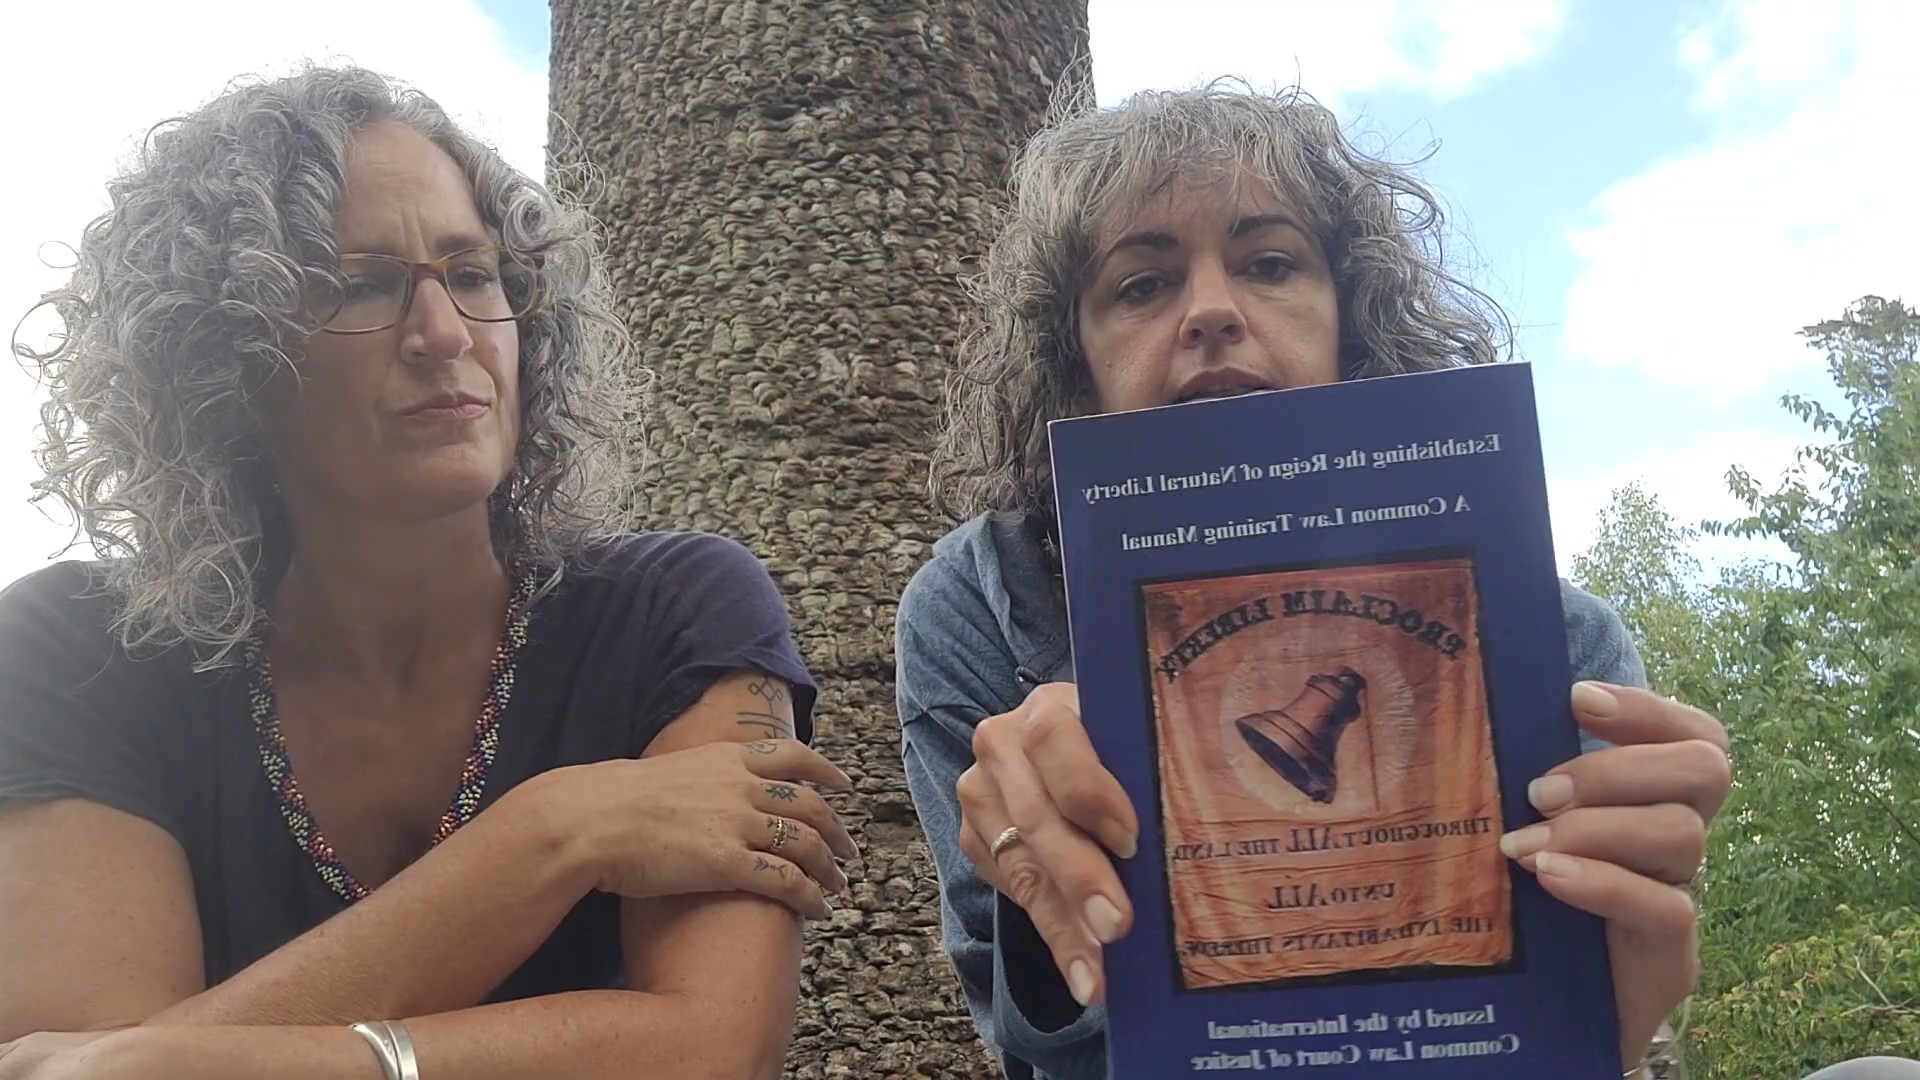 Establishing the Reign of Natural Liberty
A Common Law Training Manual
PROCLAIM LIBERTY
THROUGHOUT ALL THE LAND,
UNTO ALL
THE INHABITANTS THEREOF
Issued by the International
Common Law Court of Justice